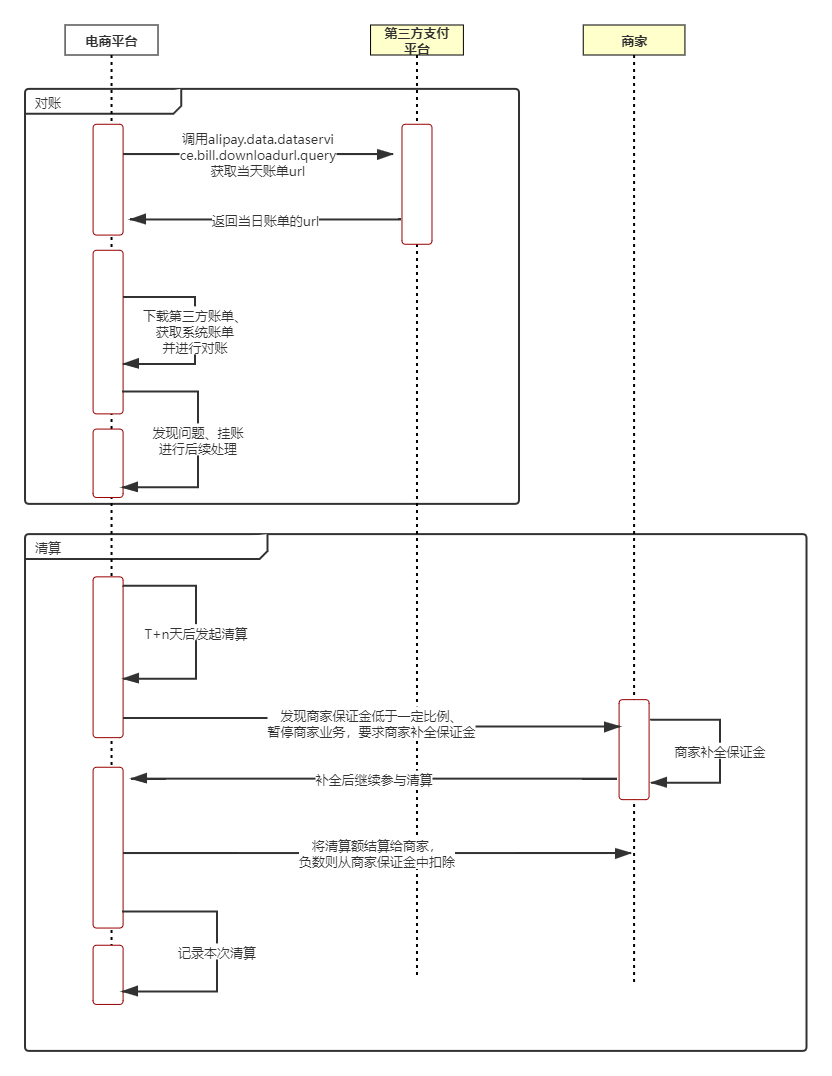 电商平台
第三方支付
平台
商家
对账
调用alipay.data.dataservi
ce.bill.downloadurl.query
获取当天账单url
返回当日账单的url
下载第三方账单、
获取系统账单
并进行对账
发现问题、挂账
进行后续处理
清算
T+n天后发起清算
发现商家保证金低于一定比例、
暂停商家业务，要求商家补全保证金
商家补全保证金
补全后继续参与清算
将清算额结算给商家，
负数则从商家保证金中扣除
记录本次清算